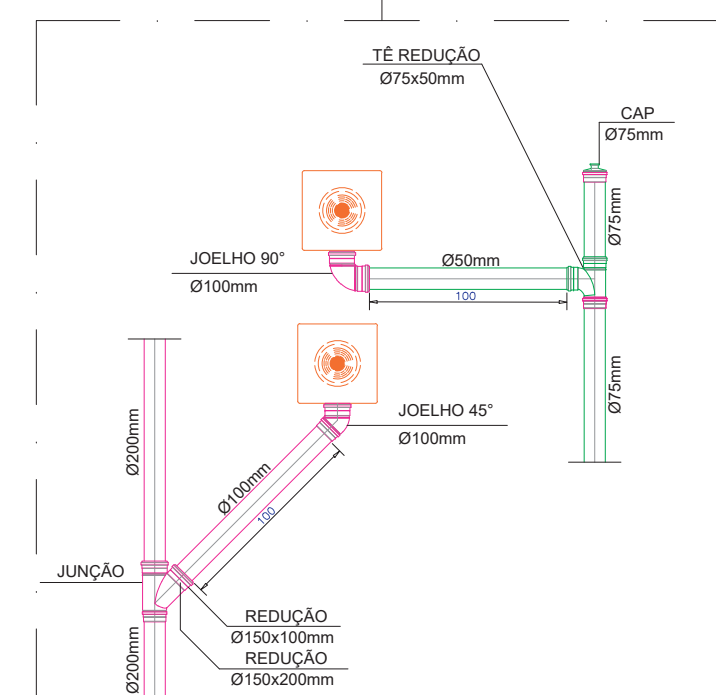 TÊ REDUÇÃO
Ø75x50mm
CAP
Ø75mm
Ø75mm
JOELHO 90°
Ø100mm
Ø50mm
100
Ø75mm
JOELHO 45°
Ø100mm
Ø200mm
Ø100mm
100
JUNÇÃO
REDUÇÃO
Ø150x100mm
REDUÇÃO
Ø150x200mm
Ø200mm